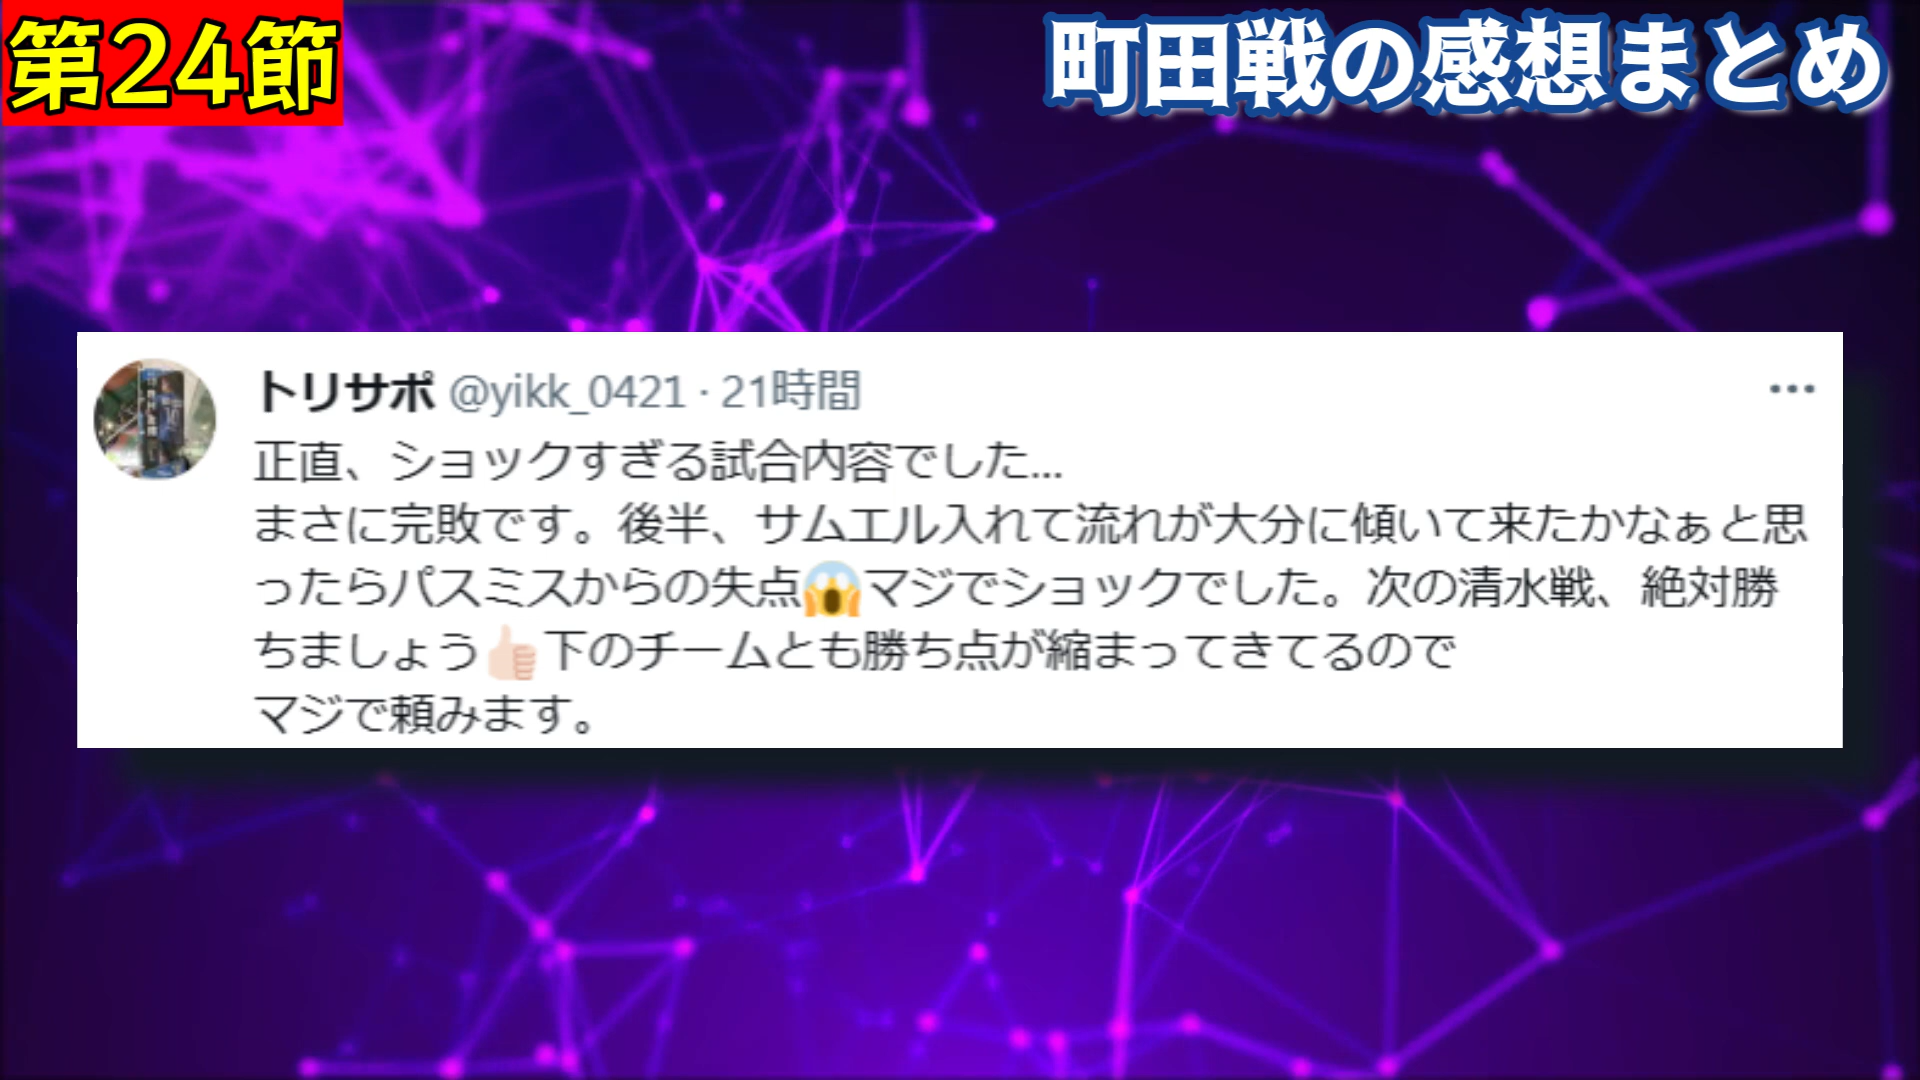 第24節
町田戦の感想まとめ
トリサポ @yikk_0421 · 21時間
正直、ショックすぎる試合内容でした...
まさに完敗です。後半、サムエル入れて流れが大分に傾いて来たかなぁと思
ったらパスミスからの失点😱マジでショックでした。次の清水戦、絶対勝
ちましょう👍🏻下のチームとも勝ち点が縮まってきてるので
マジで頼みます。